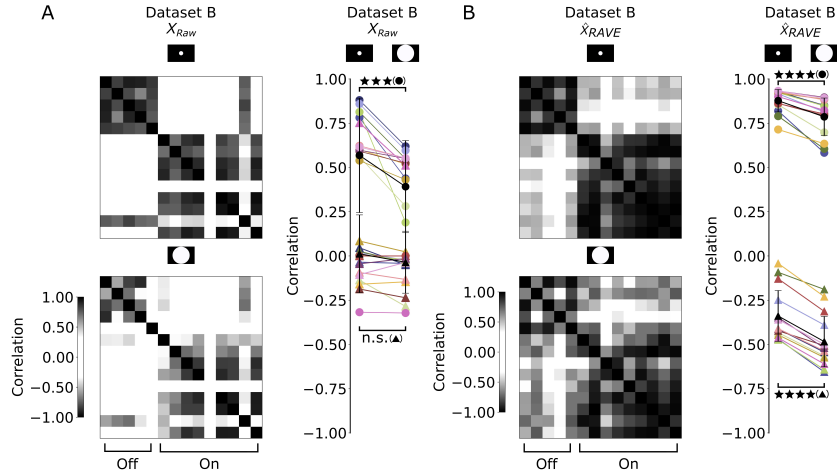 A
Dataset B
X_Raw
Dataset B
X_Raw
B
Dataset B
x̂_RAVE
Dataset B
x̂_RAVE
★★★(●)
1.00
0.75
0.50
0.25
0.00
−0.25
−0.50
−0.75
−1.00
Correlation
n.s.(▲)
★★★★(●)
1.00
0.75
0.50
0.25
0.00
−0.25
−0.50
−0.75
−1.00
Correlation
★★★★(▲)
1.00
0.50
0.00
−0.50
−1.00
Correlation
Off
On
1.00
0.50
0.00
−0.50
−1.00
Correlation
Off
On